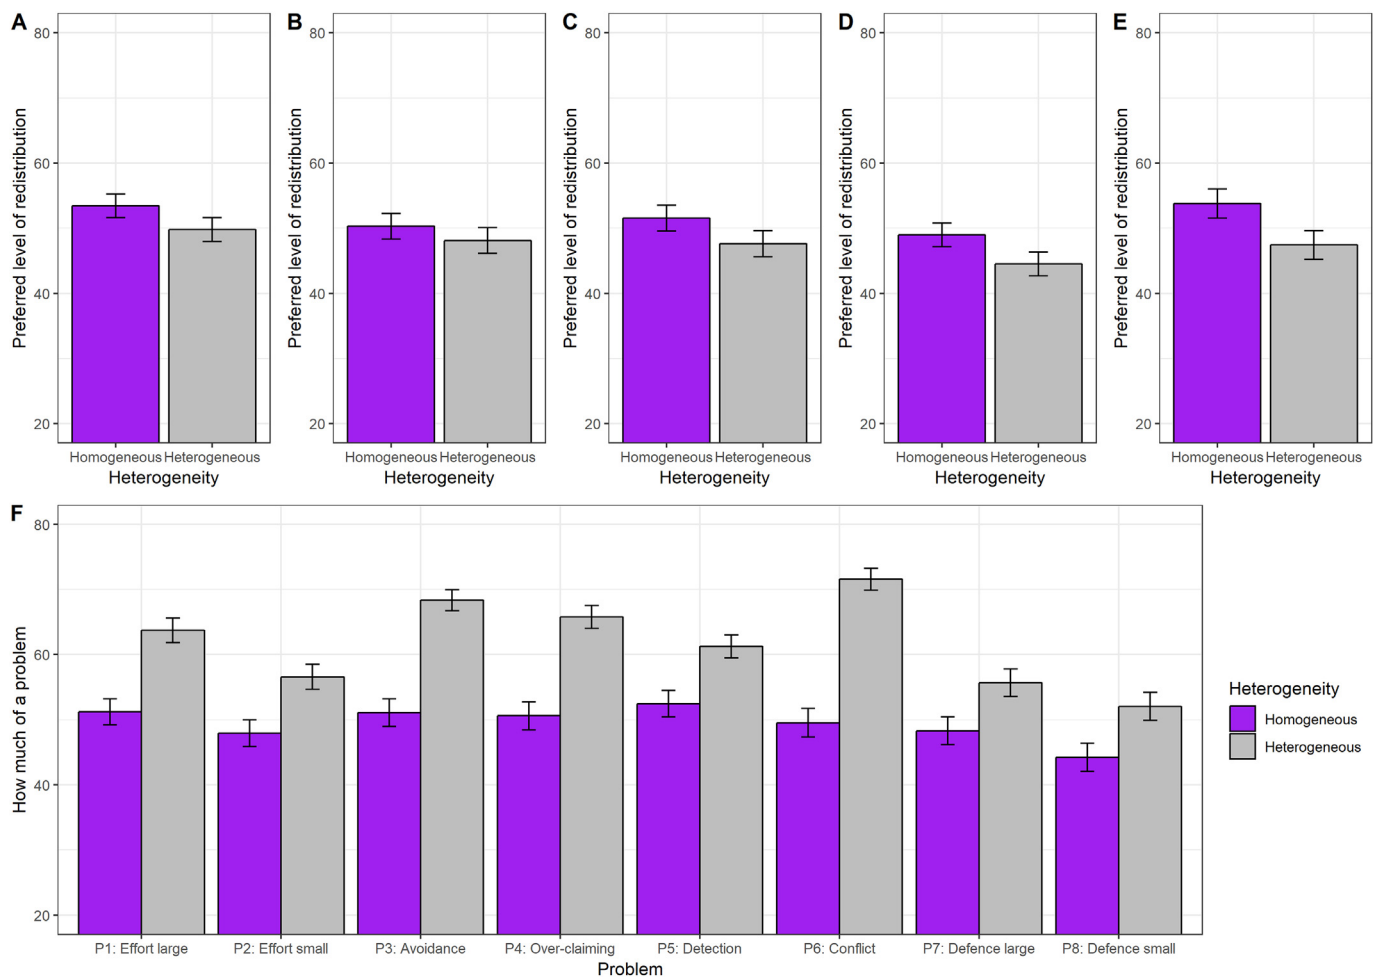 A
80
60
40
20
Preferred level of redistribution
Homogeneous Heterogeneous
Heterogeneity
B
80
60
40
20
Preferred level of redistribution
Homogeneous Heterogeneous
Heterogeneity
C
80
60
40
20
Preferred level of redistribution
Homogeneous Heterogeneous
Heterogeneity
D
80
60
40
20
Preferred level of redistribution
Homogeneous Heterogeneous
Heterogeneity
E
80
60
40
20
Preferred level of redistribution
Homogeneous Heterogeneous
Heterogeneity
F
80
60
40
20
How much of a problem
P1: Effort large P2: Effort small P3: Avoidance P4: Over-claiming P5: Detection P6: Conflict P7: Defence large P8: Defence small
Problem
Heterogeneity
Homogeneous
Heterogeneous